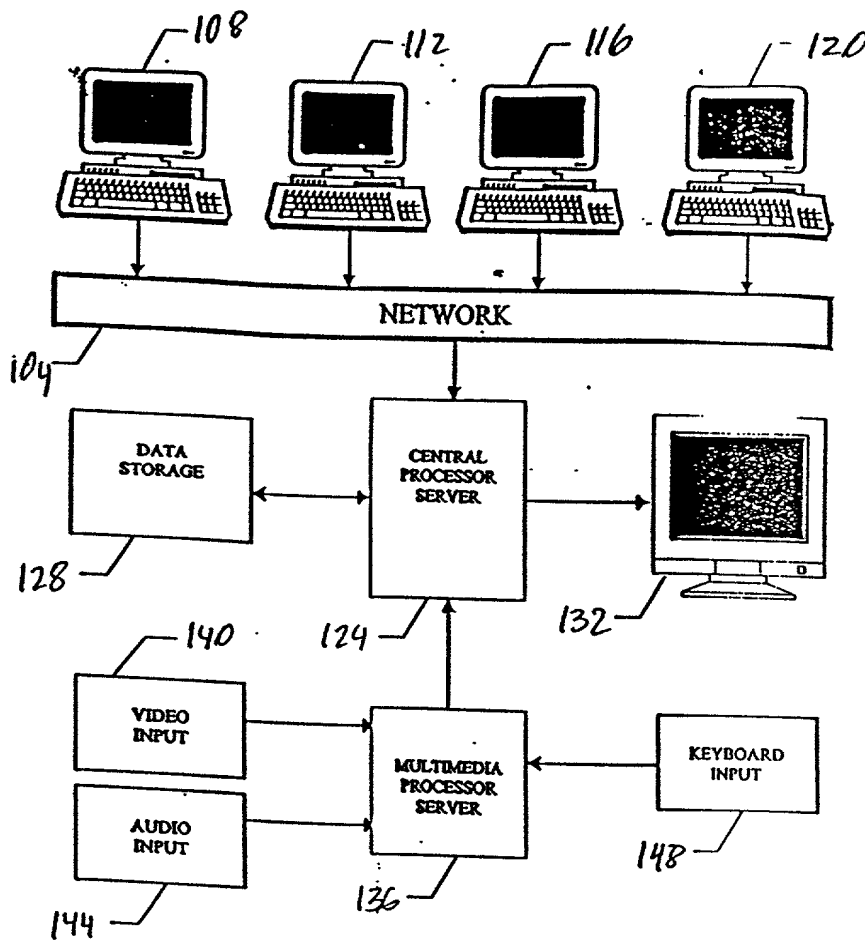 108
112
116
120
NETWORK
104
DATA
STORAGE
CENTRAL
PROCESSOR
SERVER
128
124
132
140
VIDEO
INPUT
MULTIMEDIA
PROCESSOR
SERVER
KEYBOARD
INPUT
AUDIO
INPUT
144
136
148